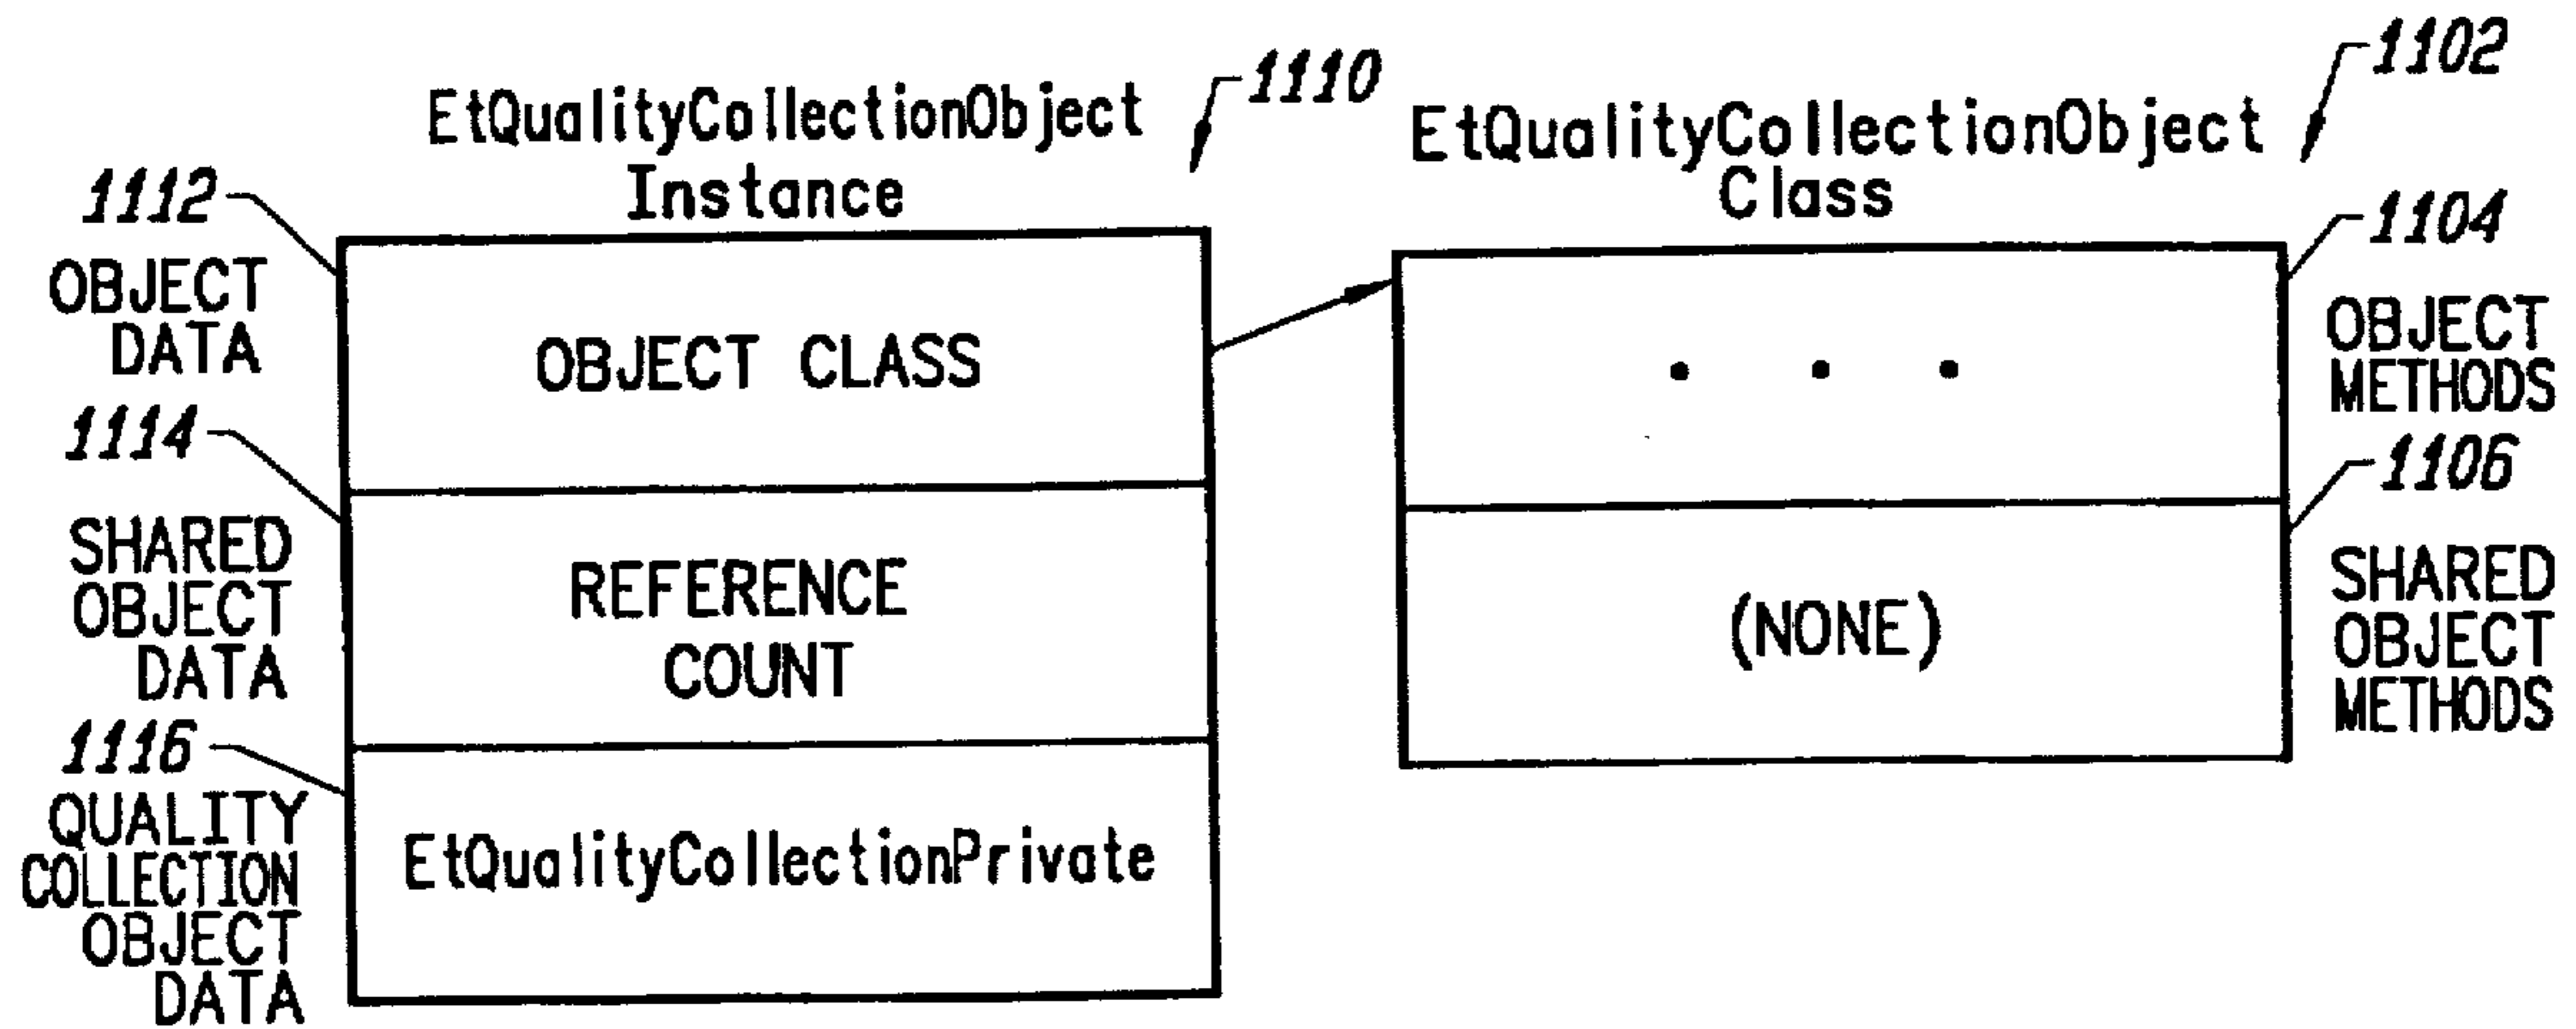 1110
EtQualityCollectionObject
Instance
1112
OBJECT
DATA
OBJECT CLASS
1114
SHARED
OBJECT
DATA
REFERENCE
COUNT
1116
QUALITY
COLLECTION
OBJECT
DATA
EtQualityCollectionPrivate
1102
EtQualityCollectionObject
Class
1104
OBJECT
METHODS
. . .
1106
SHARED
OBJECT
METHODS
(NONE)